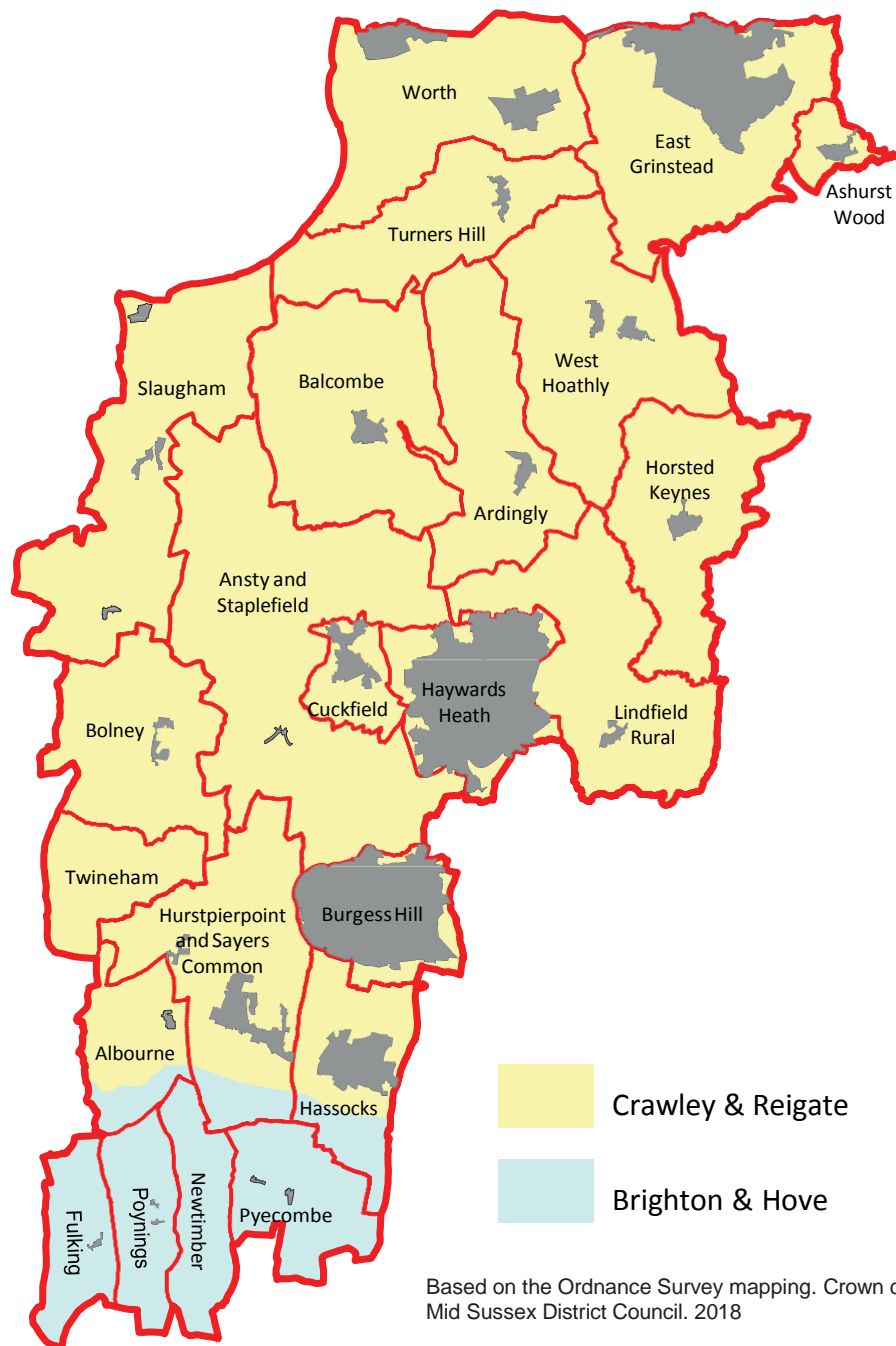 Worth
East
Grinstead
Ashurst
Wood
Turners Hill
West
Hoathly
Slaugham
Balcombe
Horsted
Keynes
Ardingly
Ansty and
Staplefield
Cuckfield
Haywards
Heath
Lindfield
Rural
Bolney
Twineham
Burgess Hill
Hurstpierpoint
and Sayers
Common
Albourne
Hassocks
Fulking
Poynings
Newtimber
Pyecombe
Crawley & Reigate
Brighton & Hove
Based on the Ordnance Survey mapping. Crown c
Mid Sussex District Council. 2018